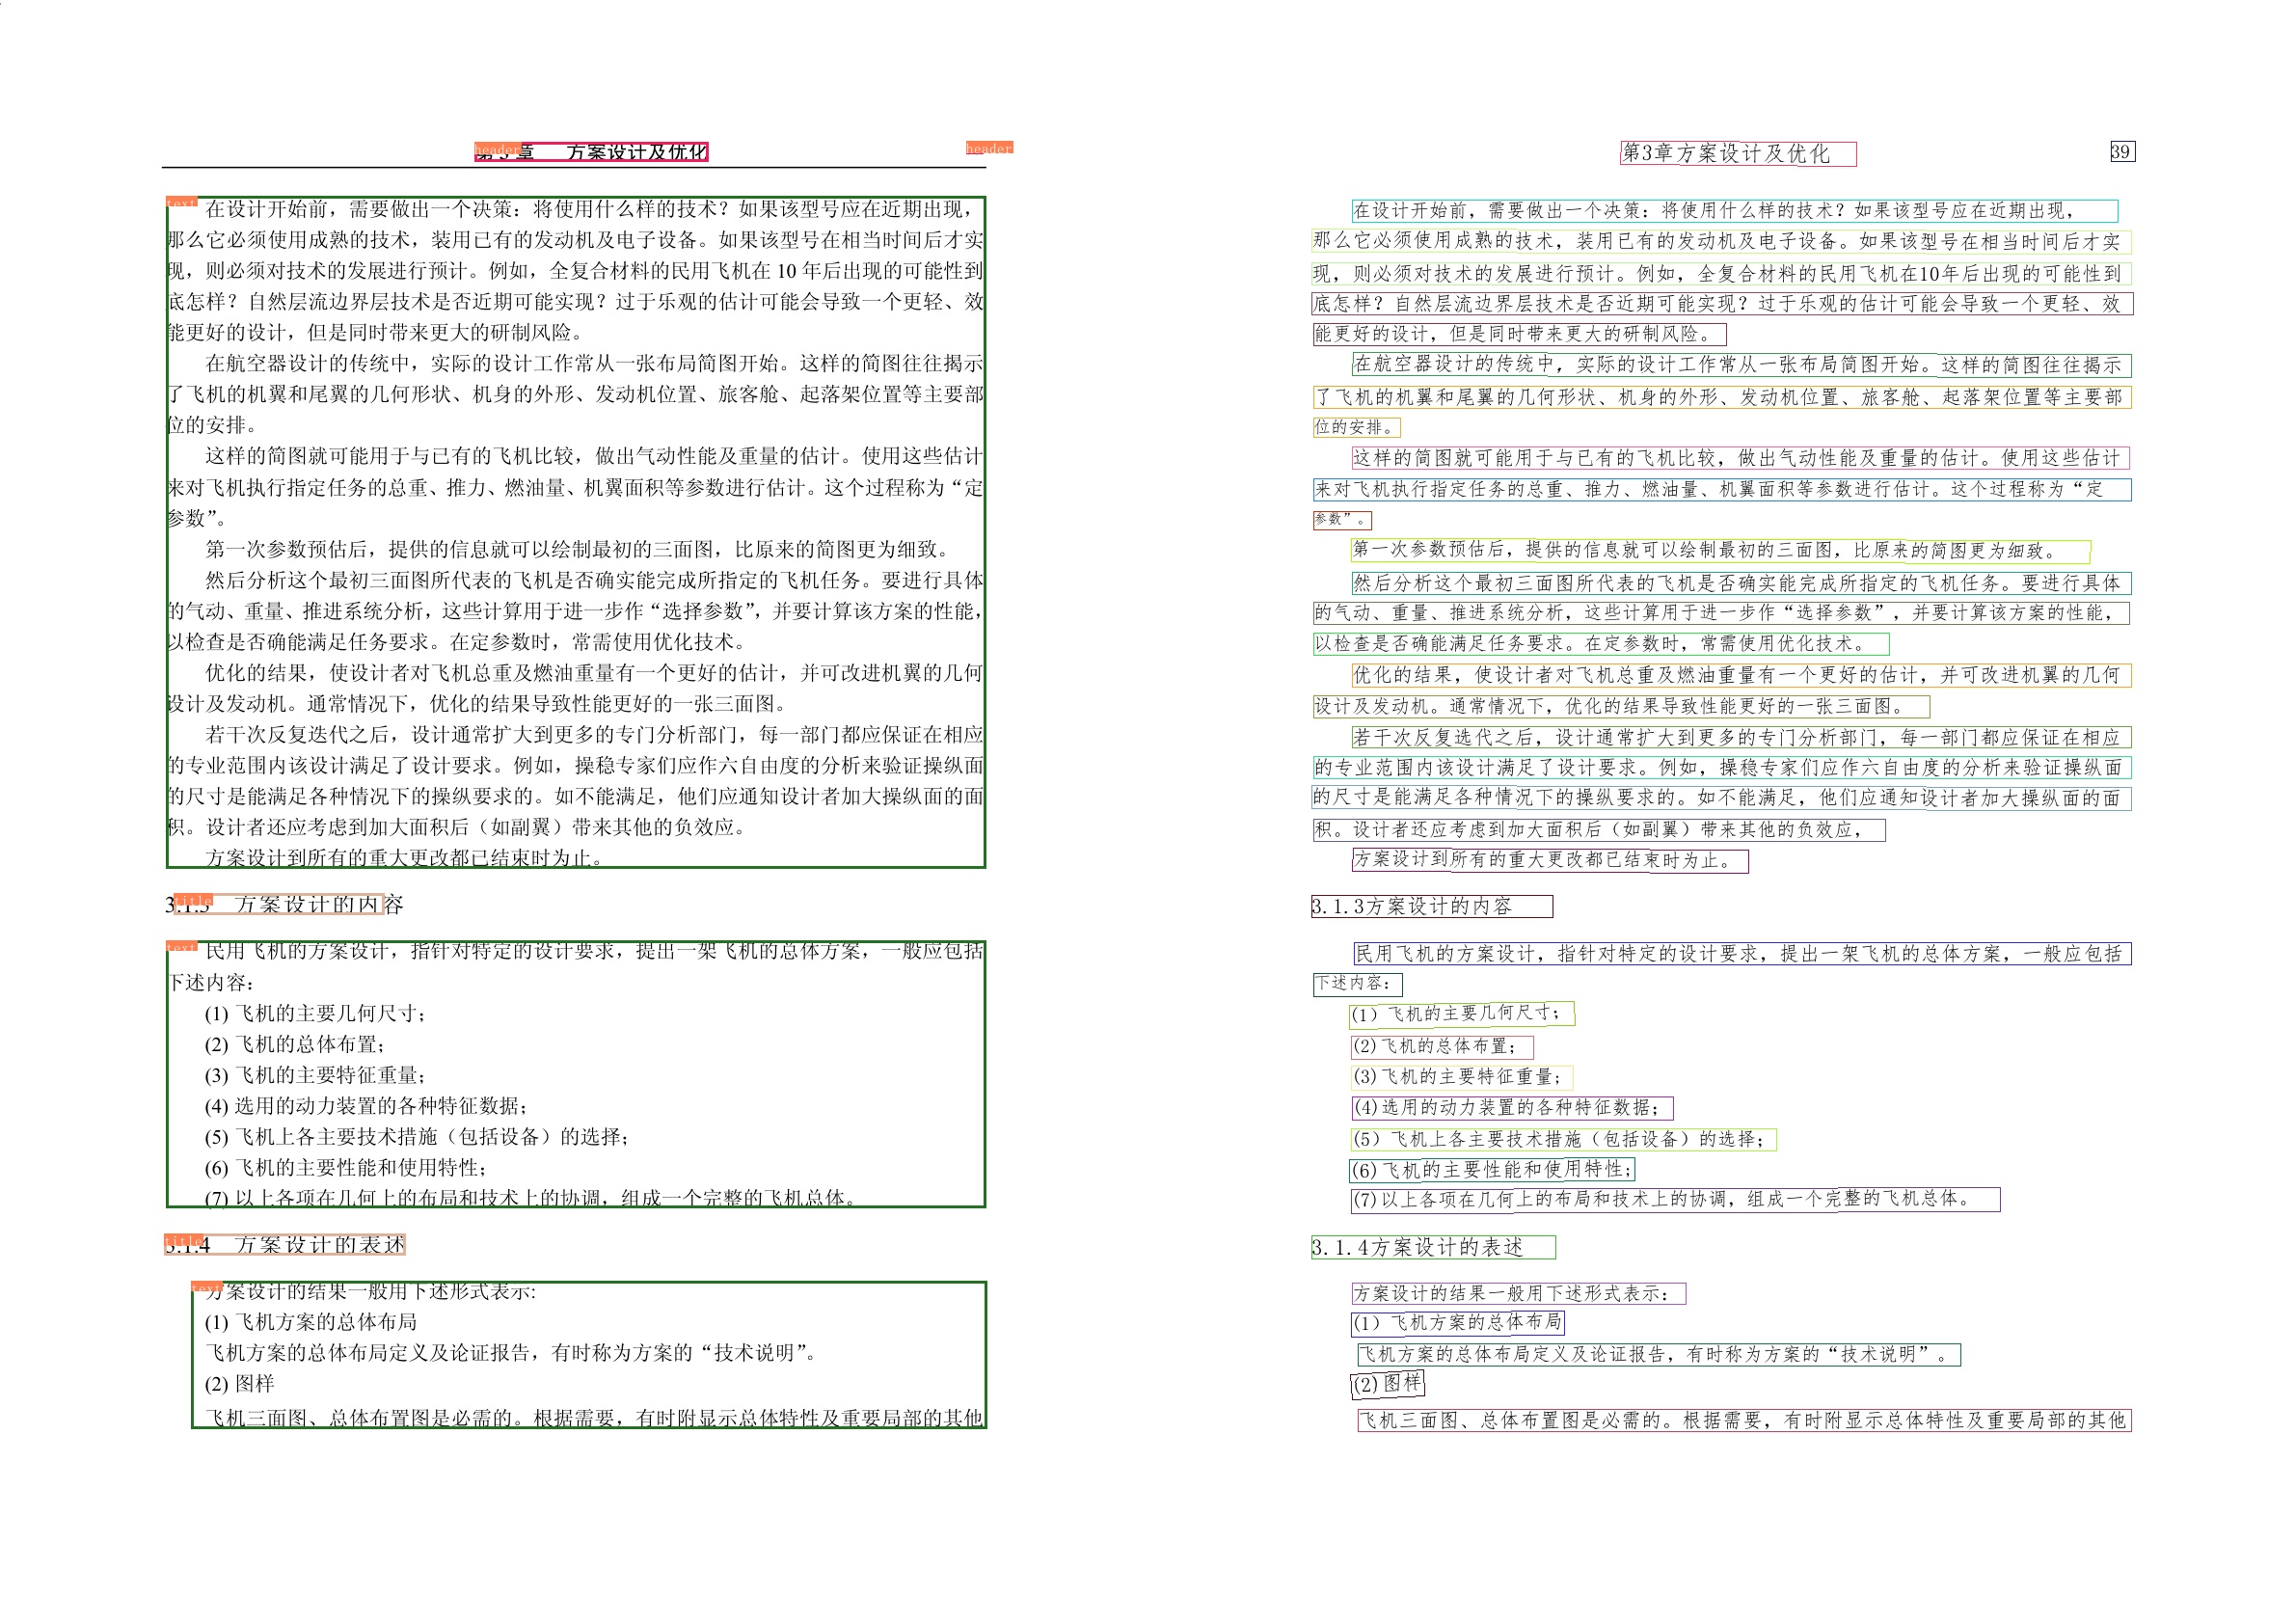 header
第 3 章 方案设计及优化
header
text
在设计开始前，需要做出一个决策：将使用什么样的技术？如果该型号应在近期出现，
那么它必须使用成熟的技术，装用已有的发动机及电子设备。如果该型号在相当时间后才实
现，则必须对技术的发展进行预计。例如，全复合材料的民用飞机在 10 年后出现的可能性到
底怎样？自然层流边界层技术是否近期可能实现？过于乐观的估计可能会导致一个更轻、效
能更好的设计，但是同时带来更大的研制风险。
在航空器设计的传统中，实际的设计工作常从一张布局简图开始。这样的简图往往揭示
了飞机的机翼和尾翼的几何形状、机身的外形、发动机位置、旅客舱、起落架位置等主要部
位的安排。
这样的简图就可能用于与已有的飞机比较，做出气动性能及重量的估计。使用这些估计
来对飞机执行指定任务的总重、推力、燃油量、机翼面积等参数进行估计。这个过程称为“定
参数”。
第一次参数预估后，提供的信息就可以绘制最初的三面图，比原来的简图更为细致。
然后分析这个最初三面图所代表的飞机是否确实能完成所指定的飞机任务。要进行具体
的气动、重量、推进系统分析，这些计算用于进一步作“选择参数”，并要计算该方案的性能，
以检查是否确能满足任务要求。在定参数时，常需使用优化技术。
优化的结果，使设计者对飞机总重及燃油重量有一个更好的估计，并可改进机翼的几何
设计及发动机。通常情况下，优化的结果导致性能更好的一张三面图。
若干次反复迭代之后，设计通常扩大到更多的专门分析部门，每一部门都应保证在相应
的专业范围内该设计满足了设计要求。例如，操稳专家们应作六自由度的分析来验证操纵面
的尺寸是能满足各种情况下的操纵要求的。如不能满足，他们应通知设计者加大操纵面的面
积。设计者还应考虑到加大面积后（如副翼）带来其他的负效应。
方案设计到所有的重大更改都已结束时为止。
title
3.1.3 方案设计的内容
text
民用飞机的方案设计，指针对特定的设计要求，提出一架飞机的总体方案，一般应包括
下述内容：
(1) 飞机的主要几何尺寸；
(2) 飞机的总体布置；
(3) 飞机的主要特征重量；
(4) 选用的动力装置的各种特征数据；
(5) 飞机上各主要技术措施（包括设备）的选择；
(6) 飞机的主要性能和使用特性；
(7) 以上各项在几何上的布局和技术上的协调，组成一个完整的飞机总体。
title
3.1.4 方案设计的表述
text
方案设计的结果一般用下述形式表示:
(1) 飞机方案的总体布局
飞机方案的总体布局定义及论证报告，有时称为方案的“技术说明”。
(2) 图样
飞机三面图、总体布置图是必需的。根据需要，有时附显示总体特性及重要局部的其他
第3章方案设计及优化
39
在设计开始前，需要做出一个决策：将使用什么样的技术？如果该型号应在近期出现，
那么它必须使用成熟的技术，装用已有的发动机及电子设备。如果该型号在相当时间后才实
现，则必须对技术的发展进行预计。例如，全复合材料的民用飞机在10年后出现的可能性到
底怎样？自然层流边界层技术是否近期可能实现？过于乐观的估计可能会导致一个更轻、效
能更好的设计，但是同时带来更大的研制风险。
在航空器设计的传统中，实际的设计工作常从一张布局简图开始。这样的简图往往揭示
了飞机的机翼和尾翼的几何形状、机身的外形、发动机位置、旅客舱、起落架位置等主要部
位的安排。
这样的简图就可能用于与已有的飞机比较，做出气动性能及重量的估计。使用这些估计
来对飞机执行指定任务的总重、推力、燃油量、机翼面积等参数进行估计。这个过程称为“定
参数”。
第一次参数预估后，提供的信息就可以绘制最初的三面图，比原来的简图更为细致。
然后分析这个最初三面图所代表的飞机是否确实能完成所指定的飞机任务。要进行具体
的气动、重量、推进系统分析，这些计算用于进一步作“选择参数”，并要计算该方案的性能，
以检查是否确能满足任务要求。在定参数时，常需使用优化技术。
优化的结果，使设计者对飞机总重及燃油重量有一个更好的估计，并可改进机翼的几何
设计及发动机。通常情况下，优化的结果导致性能更好的一张三面图。
若干次反复选代之后，设计通常扩大到更多的专门分析部门，每一部门都应保证在相应
的专业范围内该设计满足了设计要求。例如，操稳专家们应作六自由度的分析来验证操纵面
的尺寸是能满足各种情况下的操纵要求的。如不能满足，他们应通知设计者加大操纵面的面
积。设计者还应考虑到加大面积后（如副翼）带来其他的负效应，
方案设计到所有的重大更改都已结束时为止。
3.1.3方案设计的内容
民用飞机的方案设计，指针对特定的设计要求，提出一架飞机的总体方案，一般应包括
下述内容：
(1）飞机的主要几何尺寸；
(2)飞机的总体布置；
(3)飞机的主要特征重量；
(4)选用的动力装置的各种特征数据；
(5）飞机上各主要技术措施（包括设备）的选择；
(6)飞机的主要性能和使用特性；
(7)以上各项在几何上的布局和技术上的协调，组成一个完整的飞机总体。
3.1.4方案设计的表述
方案设计的结果一般用下述形式表示：
(1）飞机方案的总体布局
飞机方案的总体布局定义及论证报告，有时称为方案的“技术说明”。
(2)图样
飞机三面图、总体布置图是必需的。根据需要，有时附显示总体特性及重要局部的其他